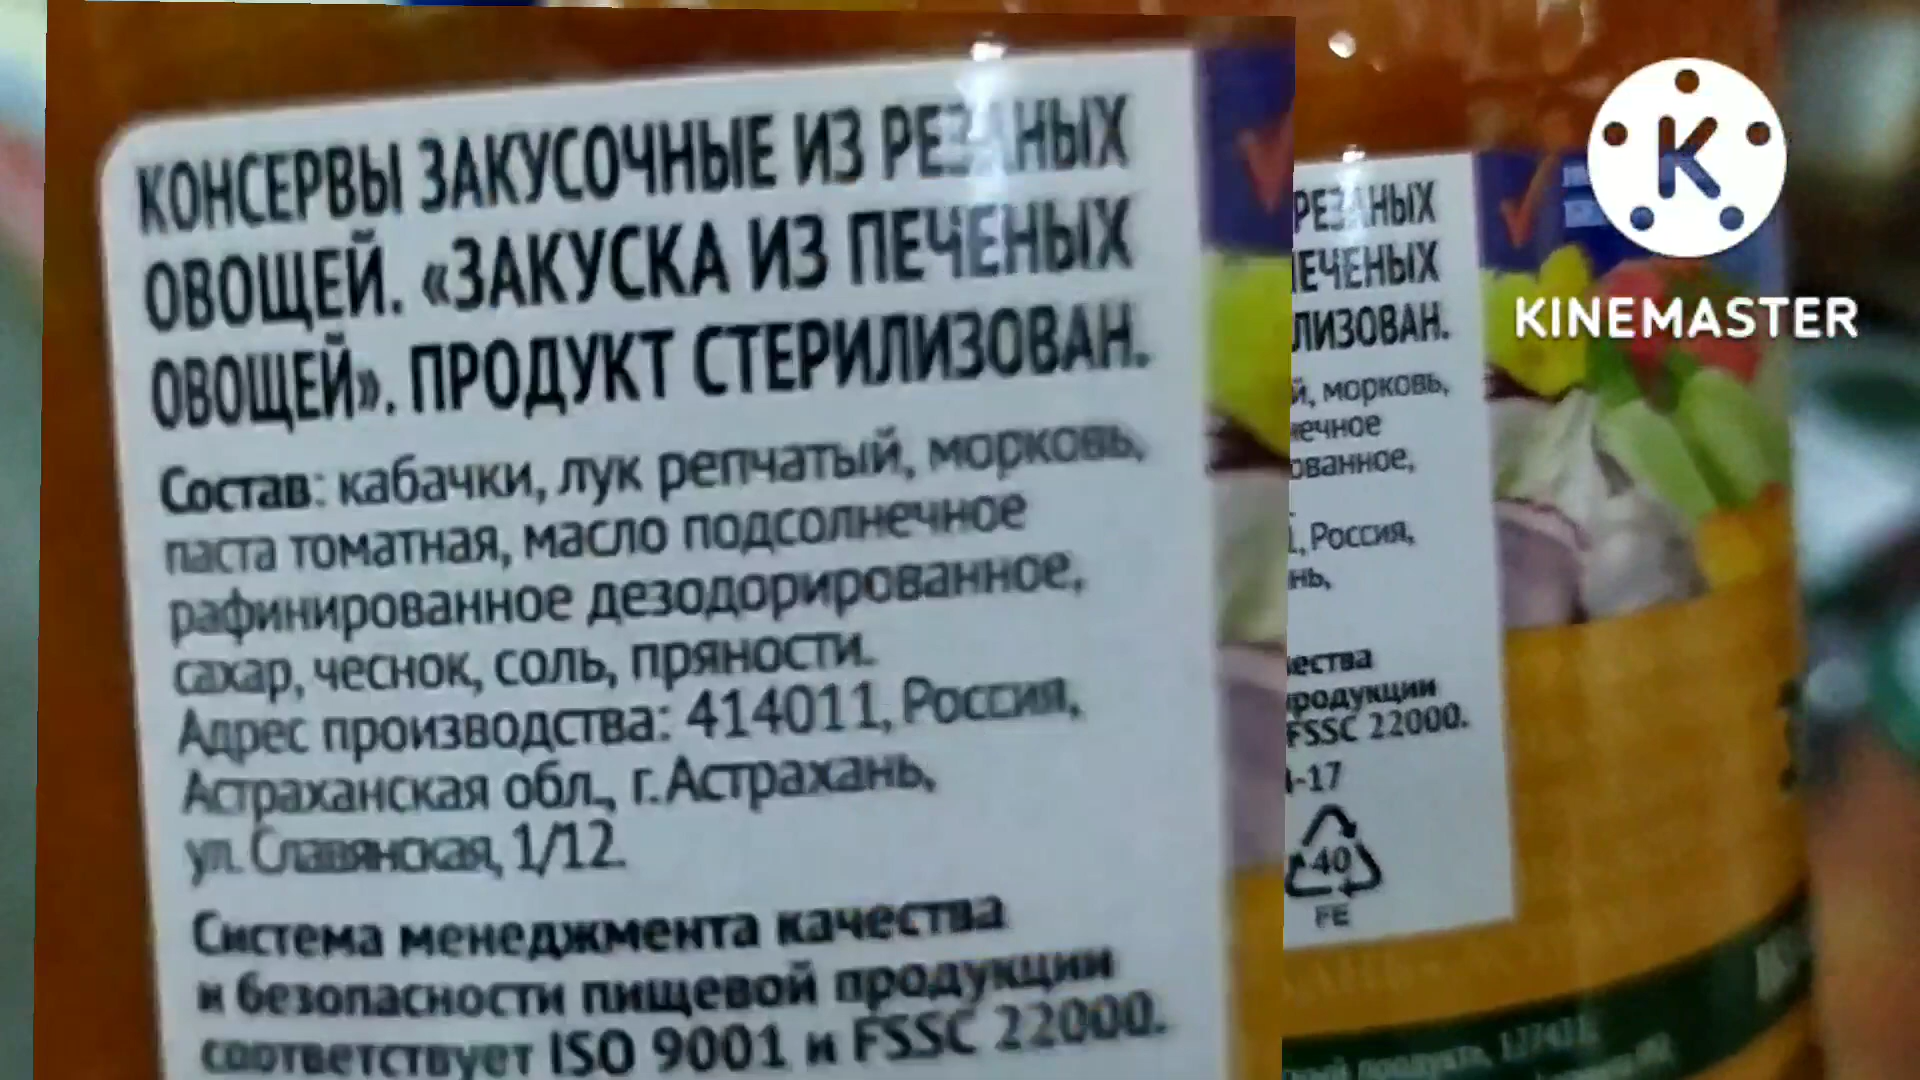 КОНСЕРВЫ ЗАКУСОЧНЫЕ ИЗ РЕЗАНЫХ
ОВОЩЕЙ. «ЗАКУСКА ИЗ ПЕЧЕНЫХ
ОВОЩЕЙ». ПРОДУКТ СТЕРИЛИЗОВАН.
Состав: кабачки, лук репчатый, морковь,
паста томатная, масло подсолнечное
рафинированное дезодорированное,
сахар, чеснок, соль, пряности.
Адрес производства: 414011, Россия,
Астраханская обл., г. Астрахань,
ул. Славянская, 1/12.
Система менеджмента качества
и безопасности пищевой продукции
соответствует ISO 9001 и FSSC 22000.
РЕЗАНЫХ
ЕЧЕНЫХ
ЛИЗОВАН.
й, морковь,
нечное
ованное,
1, Россия,
нь,
ества
продукции
FSSC 22000.
-17
40
FE
K
KINEMASTER